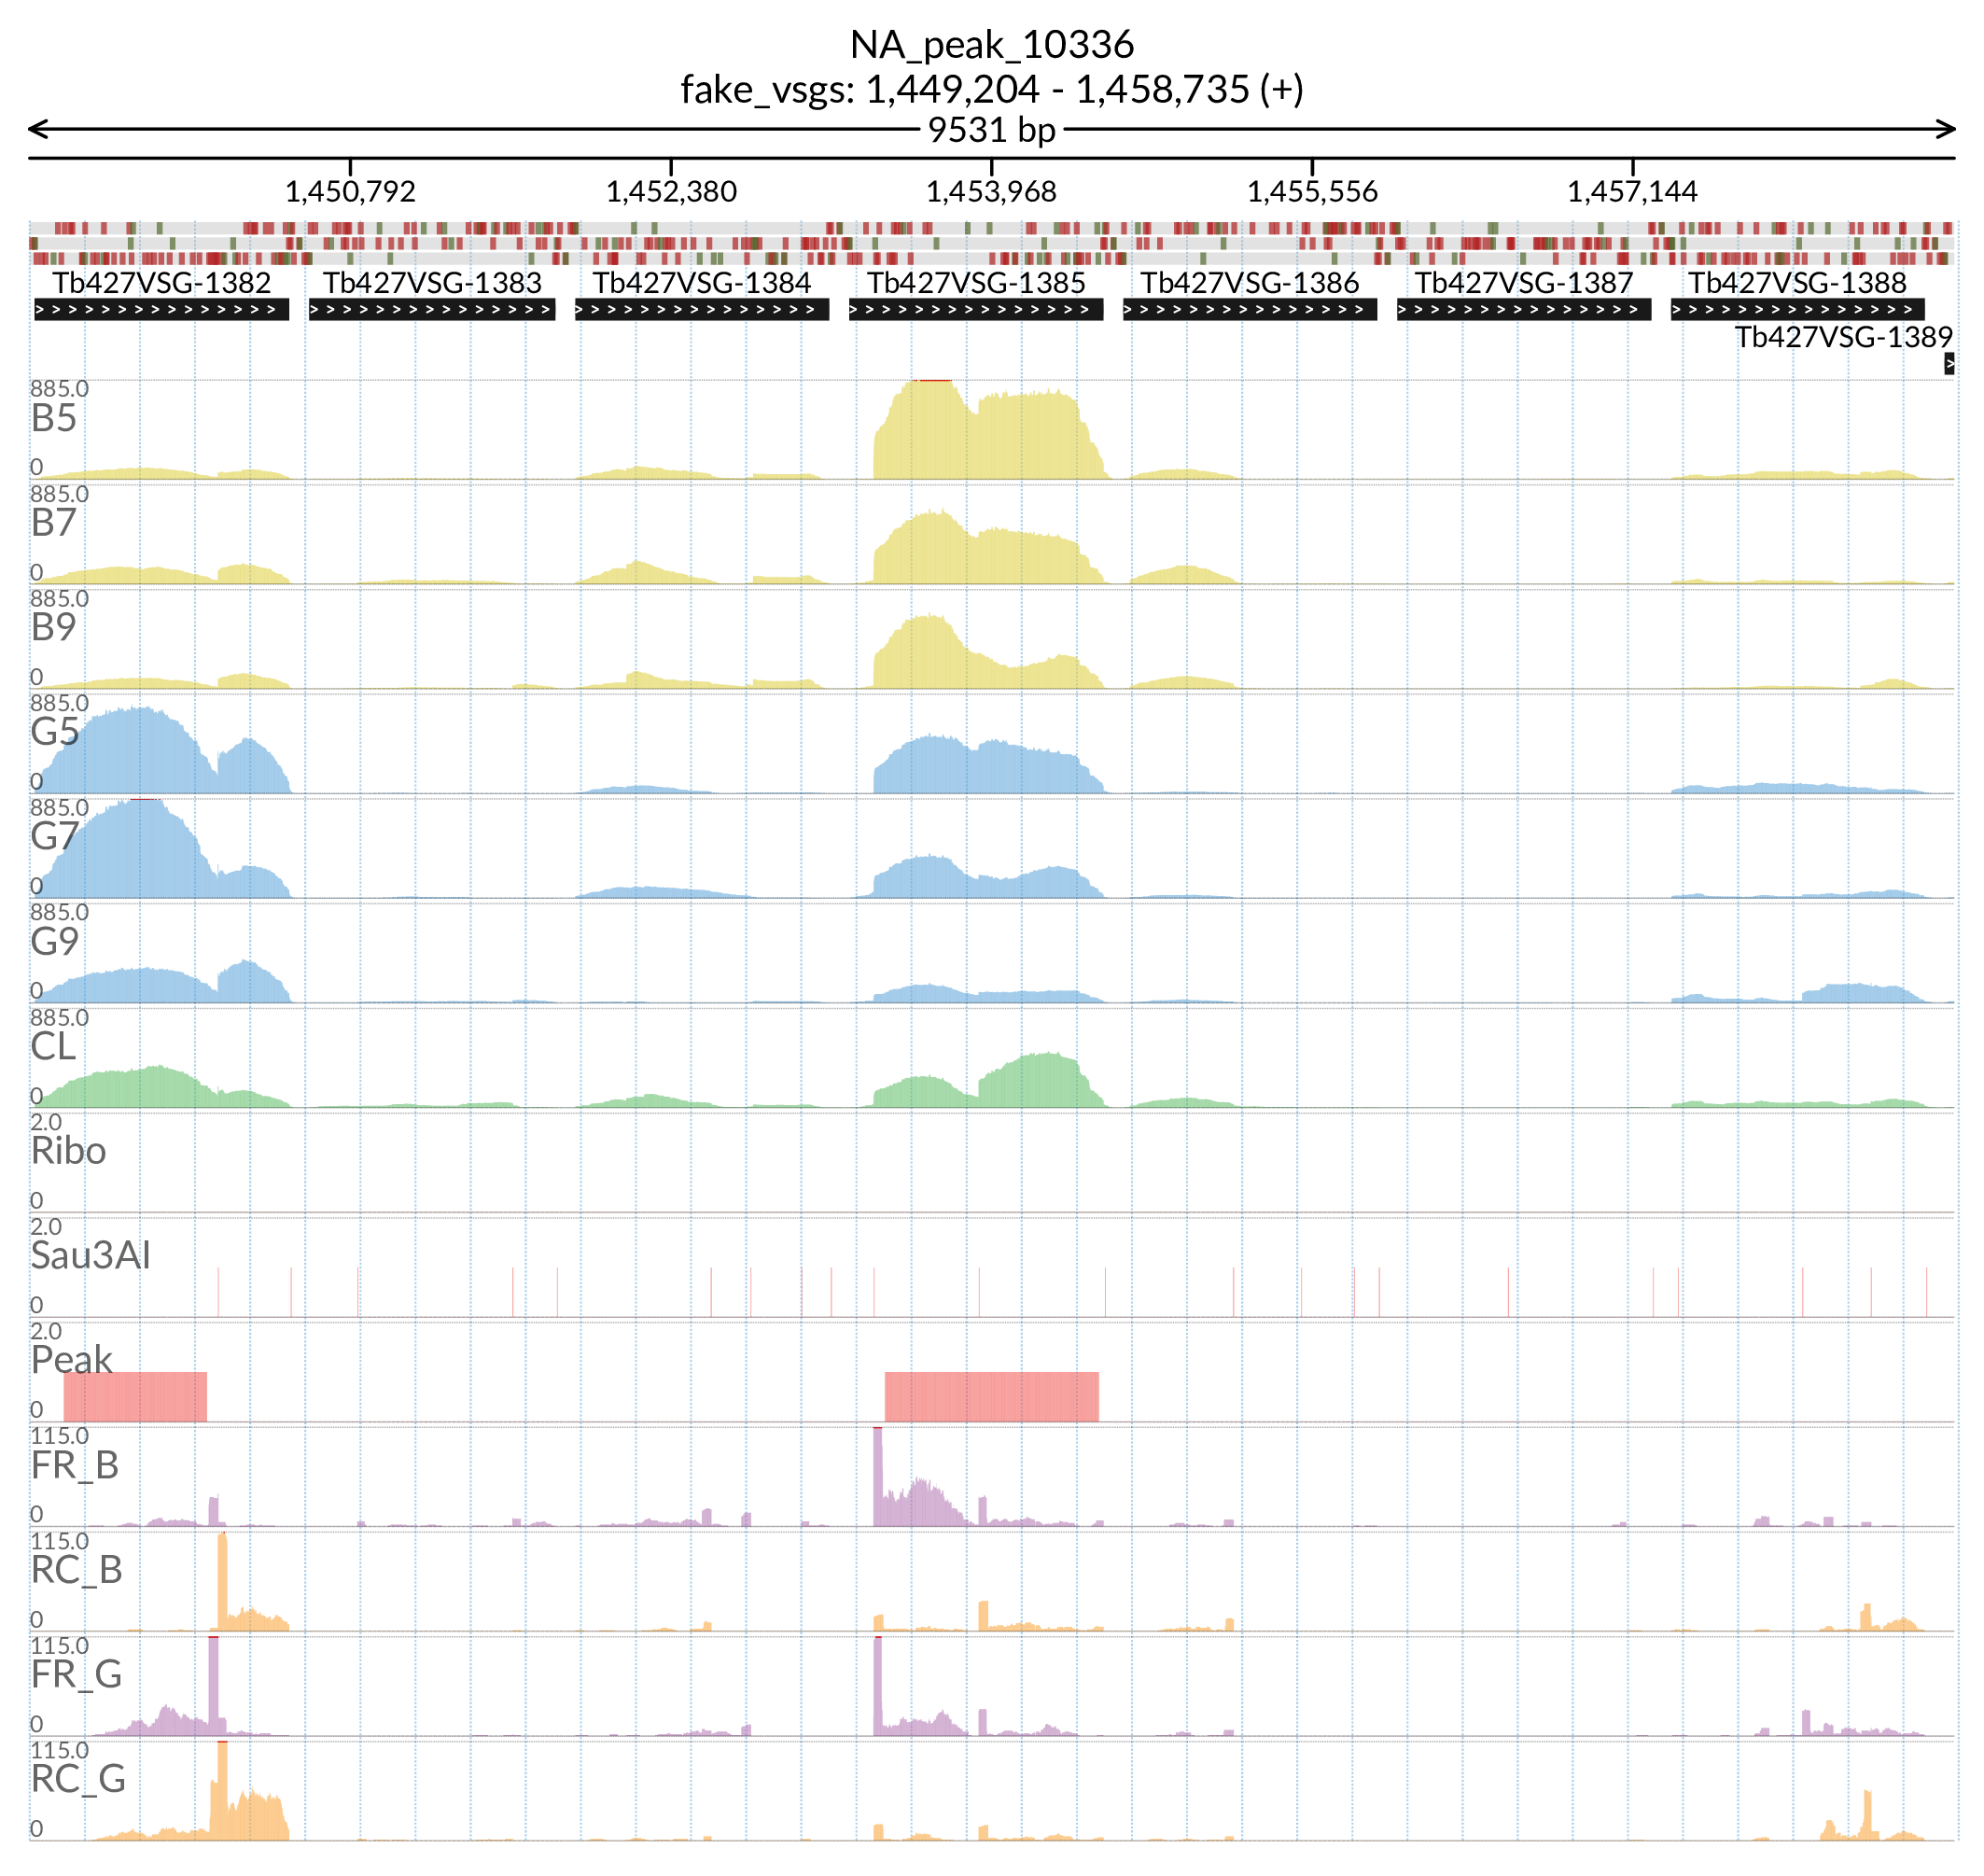 NA_peak_10336
fake_vsgs: 1,449,204 - 1,458,735 (+)
9531 bp
1,450,792 1,452,380 1,453,968 1,455,556 1,457,144
Tb427VSG-1382 Tb427VSG-1383 Tb427VSG-1384 Tb427VSG-1385 Tb427VSG-1386 Tb427VSG-1387 Tb427VSG-1388
Tb427VSG-1389
885.0
B5
0
885.0
B7
0
885.0
B9
0
885.0
G5
0
885.0
G7
0
885.0
G9
0
885.0
CL
0
2.0
Ribo
0
2.0
Sau3AI
0
2.0
Peak
0
115.0
FR_B
0
115.0
RC_B
0
115.0
FR_G
0
115.0
RC_G
0